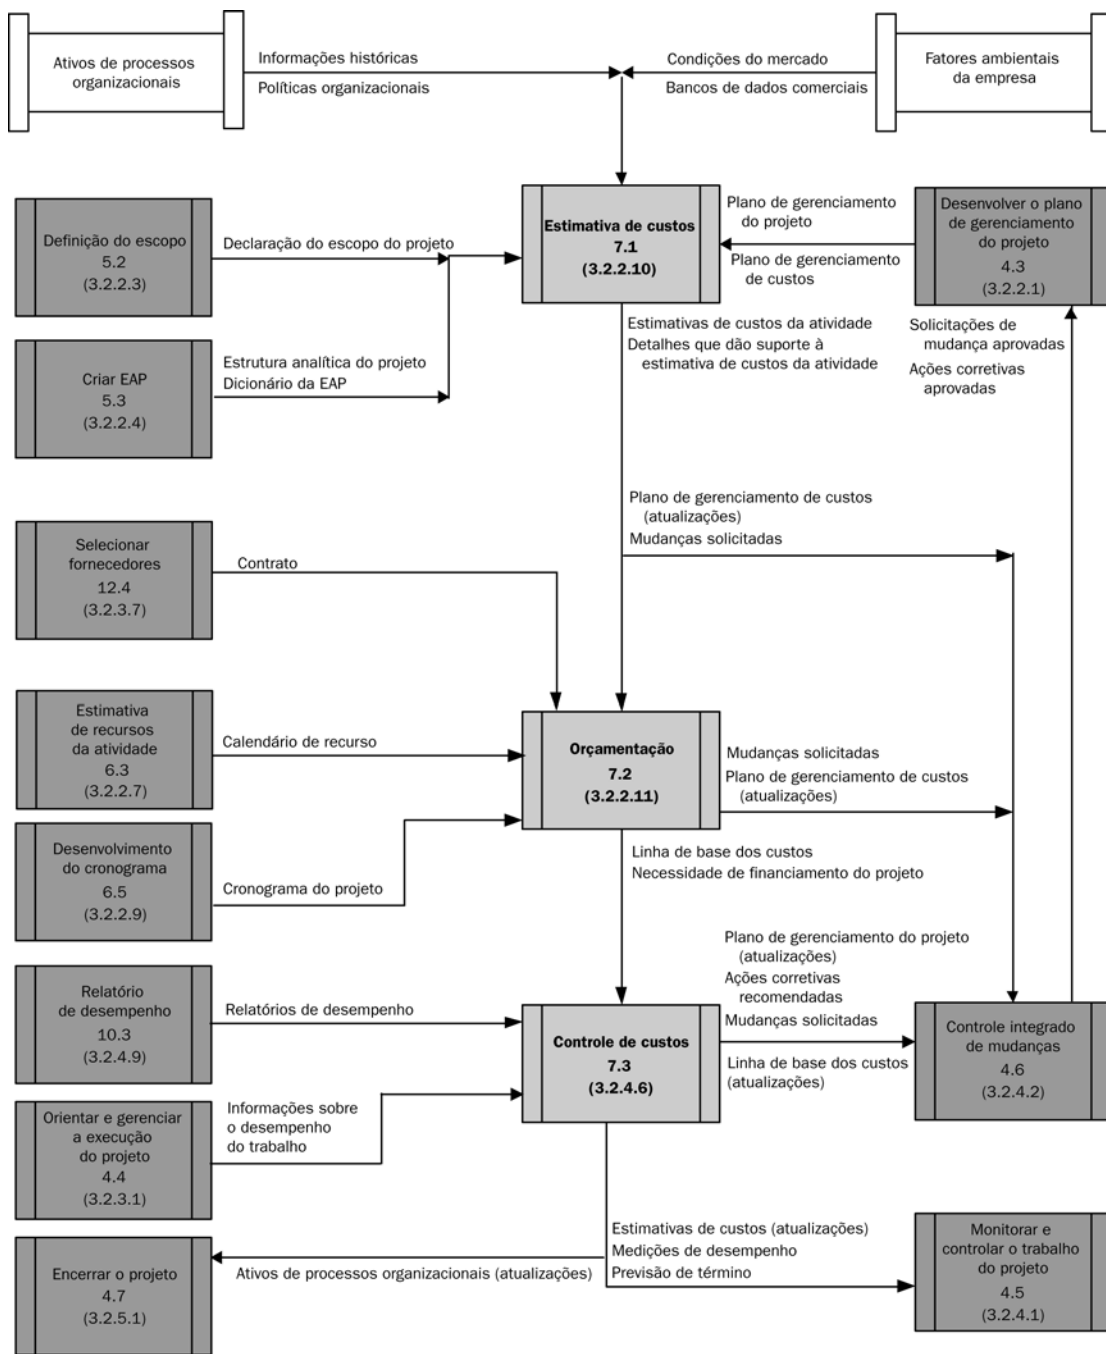 Ativos de processos
organizacionais
Informações históricas
Políticas organizacionais
Condições do mercado
Bancos de dados comerciais
Fatores ambientais
da empresa
Definição do escopo
5.2
(3.2.2.3)
Declaração do escopo do projeto
Estimativa de custos
7.1
(3.2.2.10)
Plano de gerenciamento
do projeto
Plano de gerenciamento
de custos
Desenvolver o plano
de gerenciamento
do projeto
4.3
(3.2.2.1)
Criar EAP
5.3
(3.2.2.4)
Estrutura analítica do projeto
Dicionário da EAP
Estimativas de custos da atividade
Detalhes que dão suporte à
estimativa de custos da atividade
Solicitações de
mudança aprovadas
Ações corretivas
aprovadas
Plano de gerenciamento de custos
(atualizações)
Mudanças solicitadas
Selecionar
fornecedores
12.4
(3.2.3.7)
Contrato
Estimativa
de recursos
da atividade
6.3
(3.2.2.7)
Calendário de recurso
Orçamentação
7.2
(3.2.2.11)
Mudanças solicitadas
Plano de gerenciamento de custos
(atualizações)
Desenvolvimento
do cronograma
6.5
(3.2.2.9)
Cronograma do projeto
Linha de base dos custos
Necessidade de financiamento do projeto
Relatório
de desempenho
10.3
(3.2.4.9)
Relatórios de desempenho
Controle de custos
7.3
(3.2.4.6)
Plano de gerenciamento do projeto
(atualizações)
Ações corretivas
recomendadas
Mudanças solicitadas
Linha de base dos custos
(atualizações)
Controle integrado
de mudanças
4.6
(3.2.4.2)
Orientar e gerenciar
a execução
do projeto
4.4
(3.2.3.1)
Informações sobre
o desempenho
do trabalho
Encerrar o projeto
4.7
(3.2.5.1)
Ativos de processos organizacionais (atualizações)
Estimativas de custos (atualizações)
Medições de desempenho
Previsão de término
Monitorar e
controlar o trabalho
do projeto
4.5
(3.2.4.1)